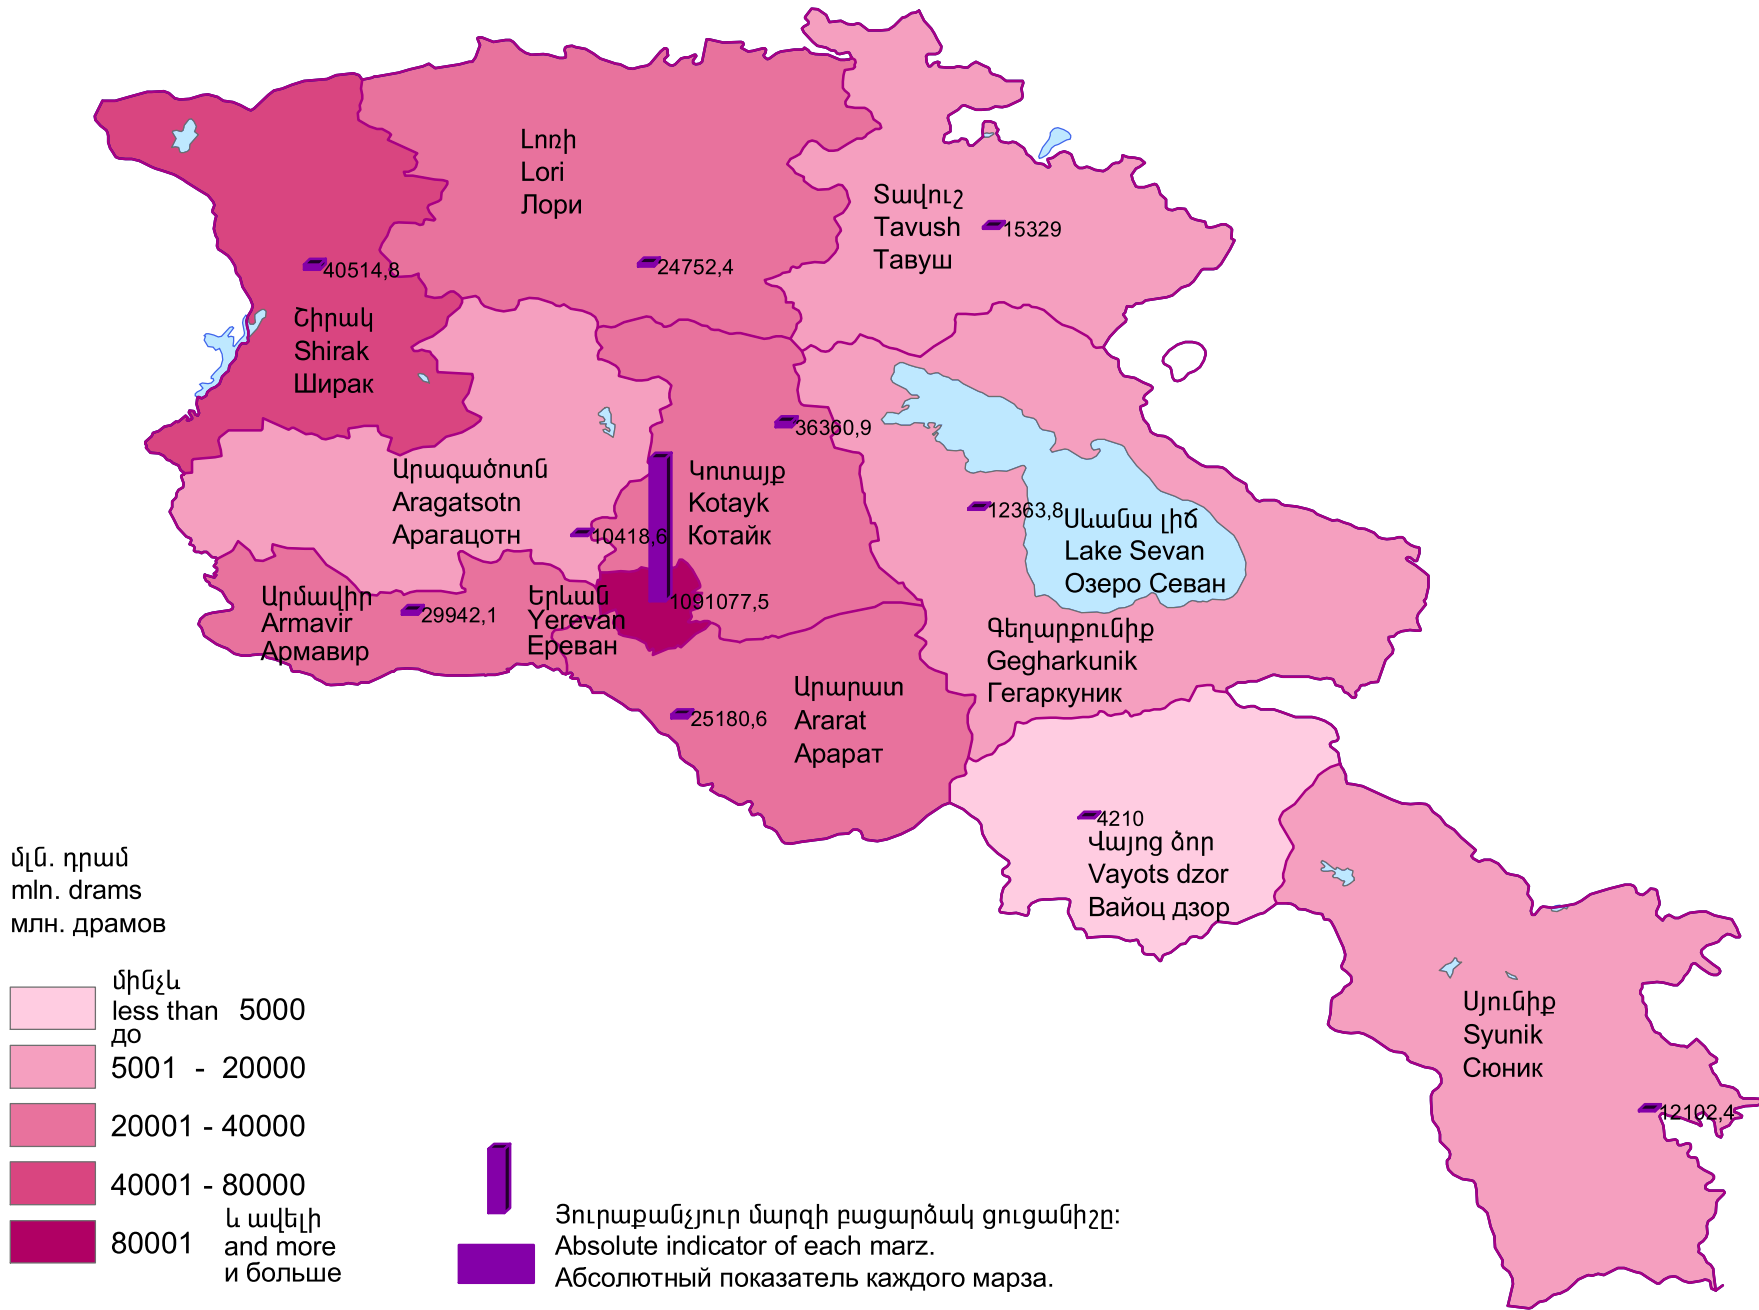 Լոռի
Lori
Лори
Տավուշ
Tavush
Тавуш
15329
40514,8
24752,4
Շիրակ
Shirak
Ширак
36360,9
Արագածոտն
Aragatsotn
Арагацотн
10418,6
Կոտայք
Kotayk
Котайк
12363,8
Սևանա լիճ
Lake Sevan
Озеро Севан
Արմավիր
Armavir
Армавир
29942,1
Երևան
Yerevan
Ереван
1091077,5
Գեղարքունիք
Gegharkunik
Гегаркуник
Արարատ
Ararat
Арарат
25180,6
4210
Վայոց ձոր
Vayots dzor
Вайоц дзор
Սյունիք
Syunik
Сюник
12102,4
մլն. դրամ
mln. drams
млн. драмов
մինչև
less than 5000
до
5001 - 20000
20001 - 40000
40001 - 80000
և ավելի
80001 and more
и больше
Յուրաքանչյուր մարզի բացարձակ ցուցանիշը:
Absolute indicator of each marz.
Абсолютный показатель каждого марза.